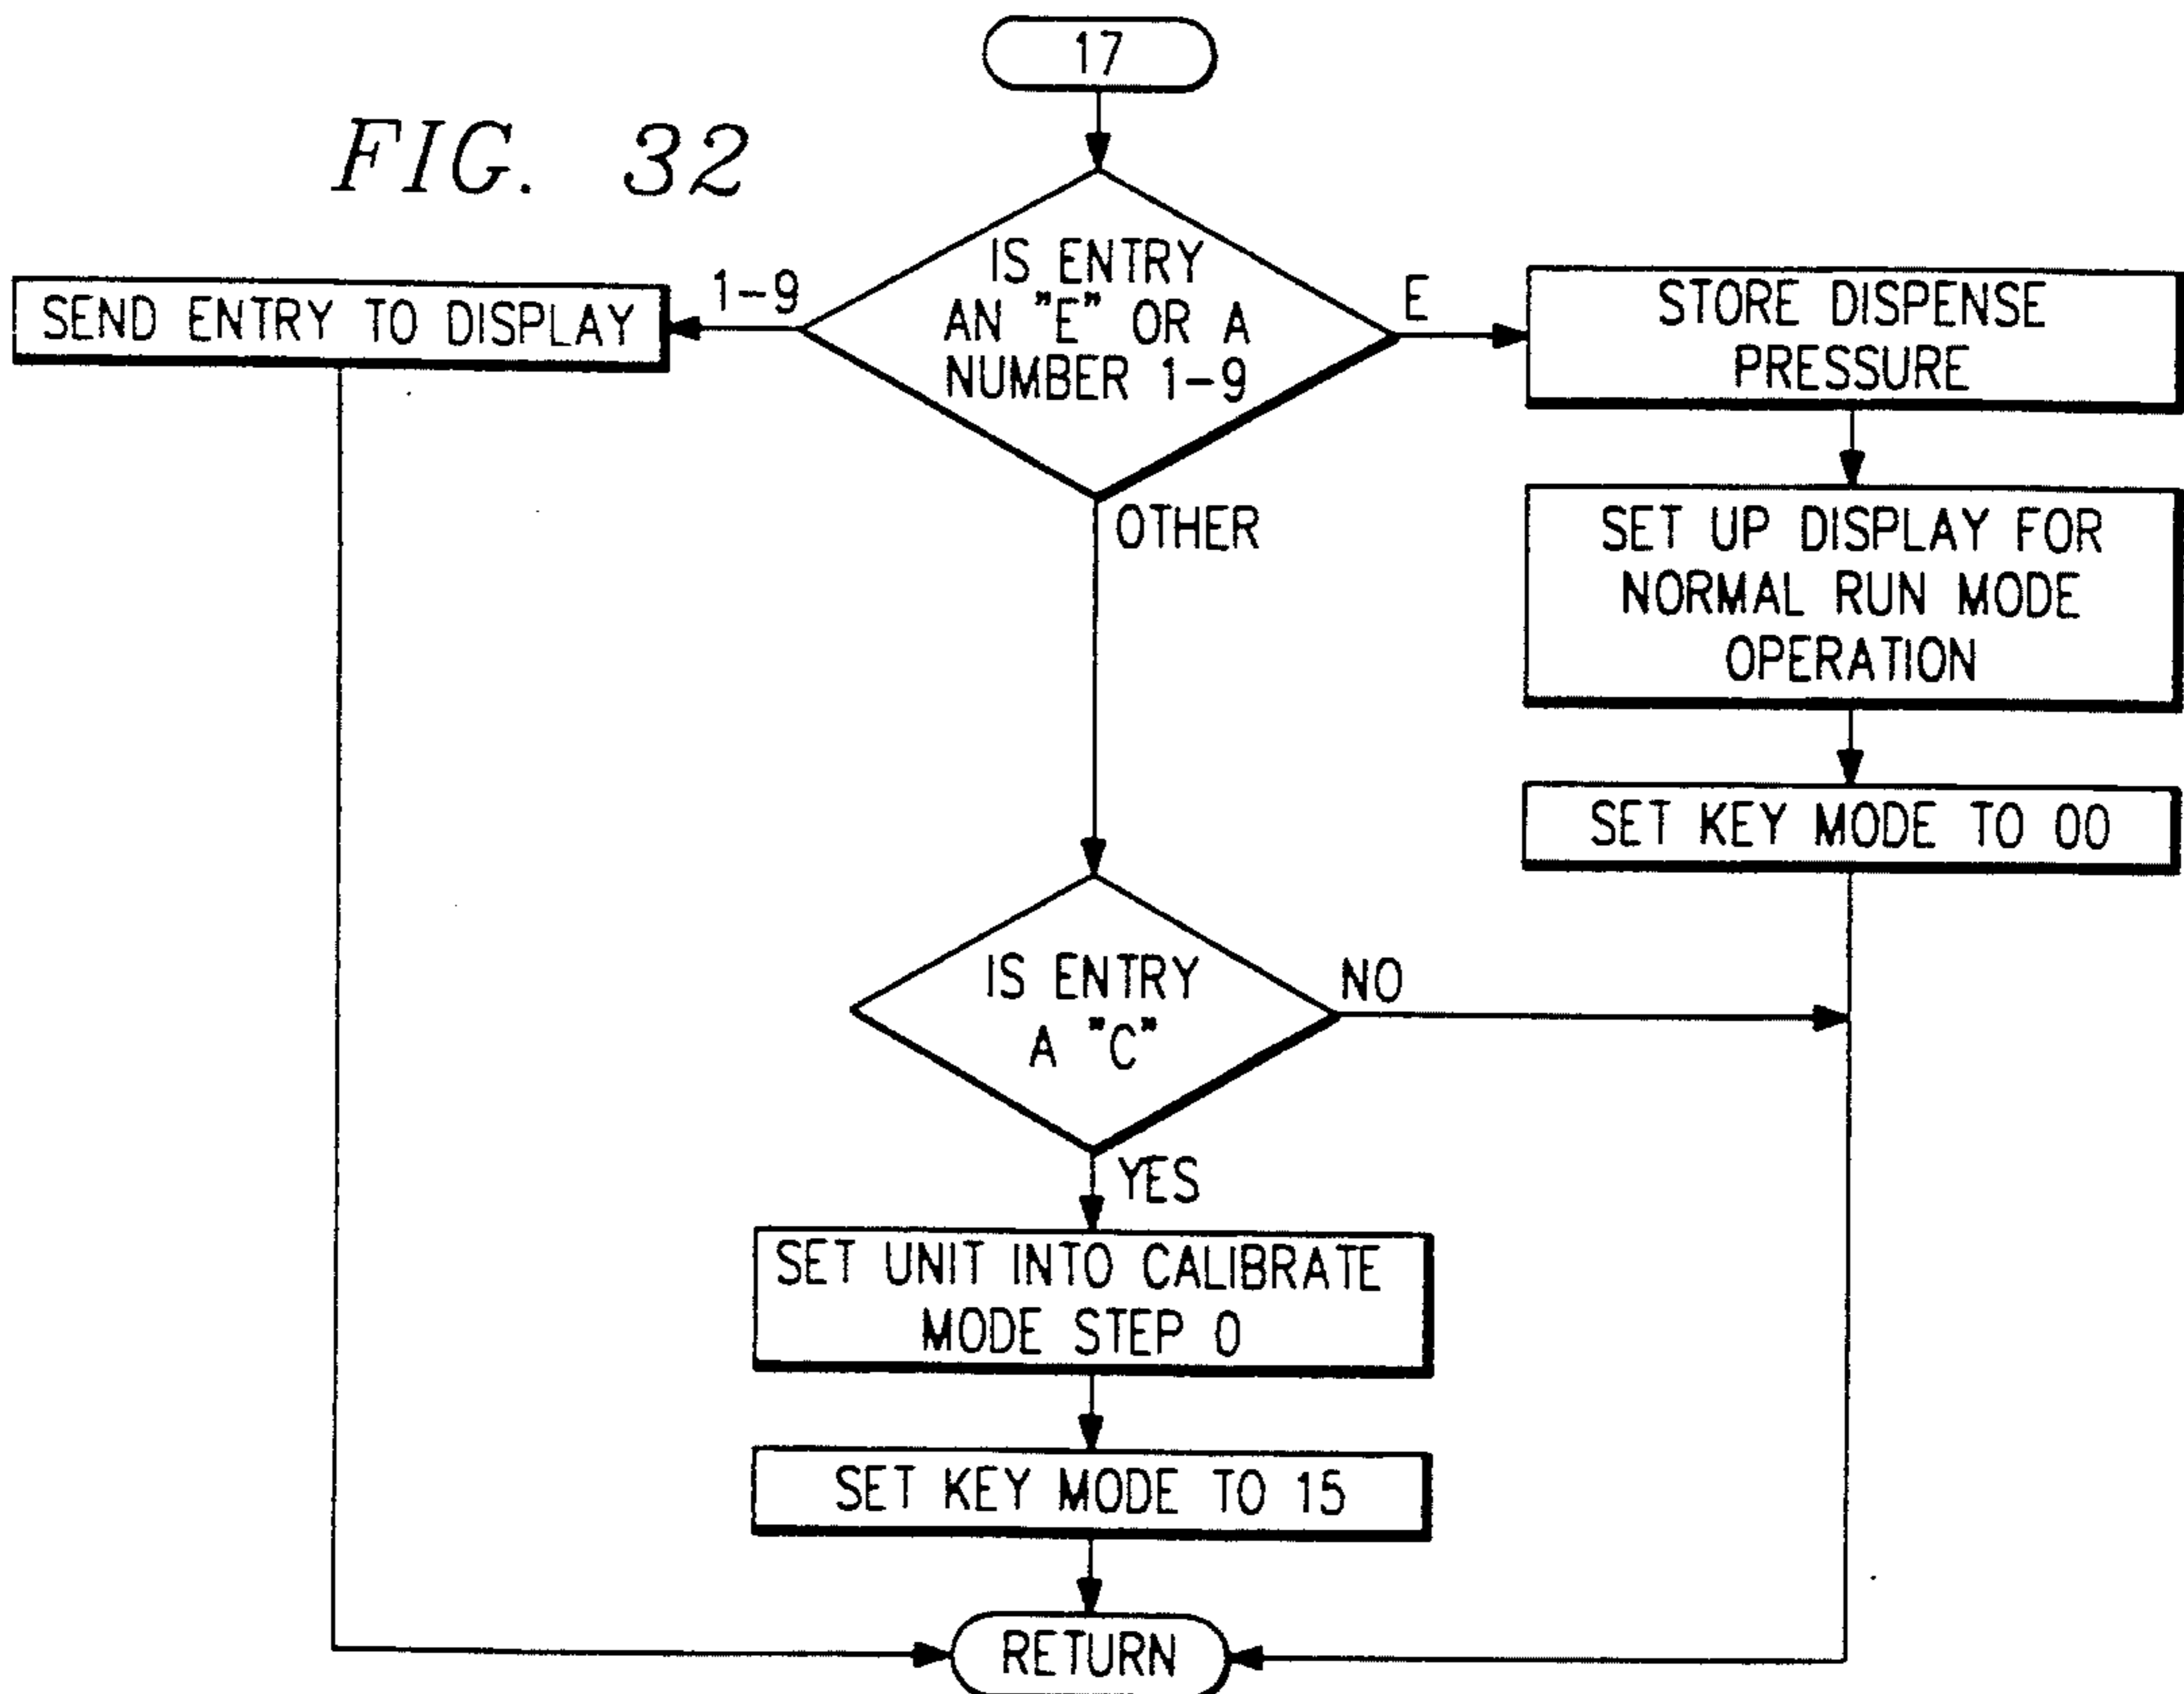 17
FIG. 32
IS ENTRY
AN "E" OR A
NUMBER 1-9
1-9
SEND ENTRY TO DISPLAY
E
STORE DISPENSE
PRESSURE
SET UP DISPLAY FOR
NORMAL RUN MODE
OPERATION
SET KEY MODE TO 00
OTHER
IS ENTRY
A "C"
NO
YES
SET UNIT INTO CALIBRATE
MODE STEP 0
SET KEY MODE TO 15
RETURN